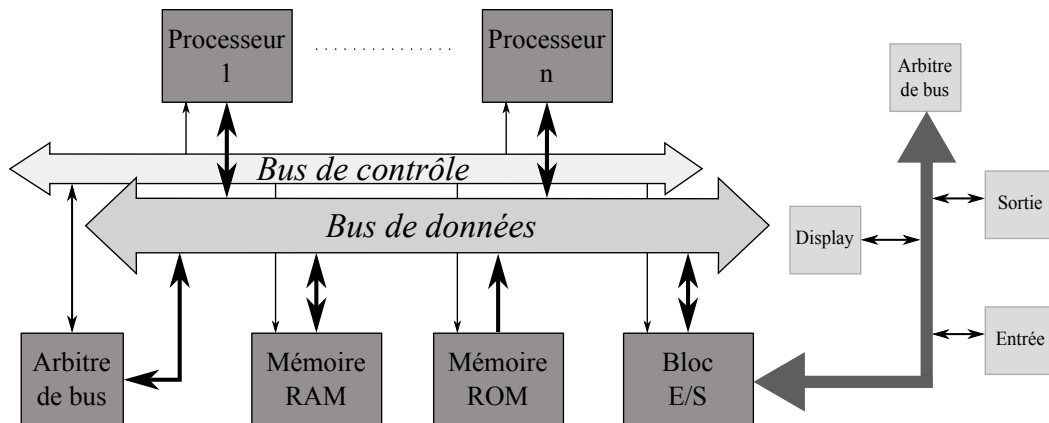 Processeur
1
Processeur
n
Arbitre
de bus
Bus de contrôle
Sortie
Bus de données
Display
Arbitre
de bus
Mémoire
RAM
Mémoire
ROM
Bloc
E/S
Entrée